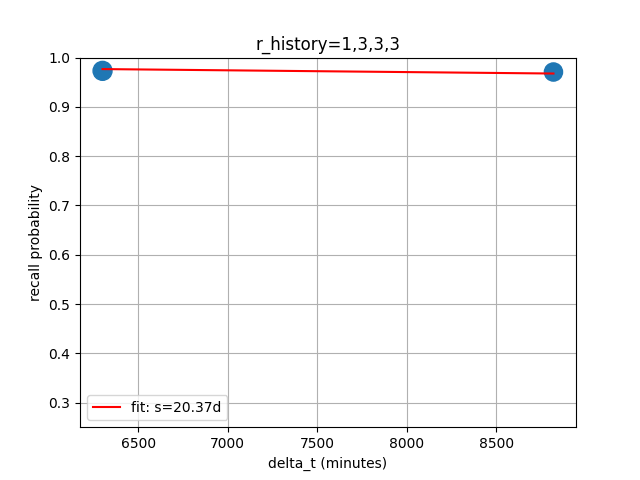 r_history=1,3,3,3
1.0
0.9
0.8
0.7
0.6
0.5
0.4
0.3
recall probability
fit: s=20.37d
6500 7000 7500 8000 8500
delta_t (minutes)